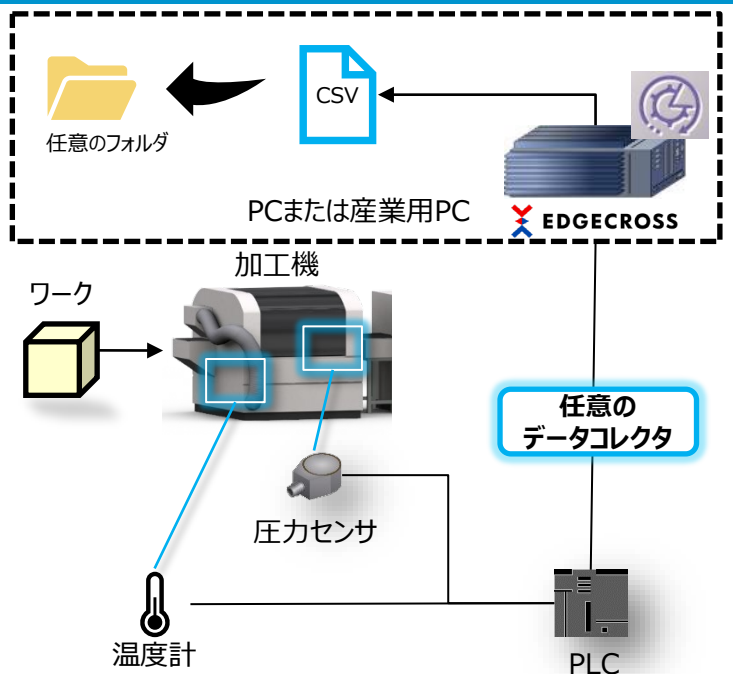 CSV
任意のフォルダ
PCまたは産業用PC
EDGECROSS
加工機
ワーク
任意の
データコレクタ
圧力センサ
温度計
PLC